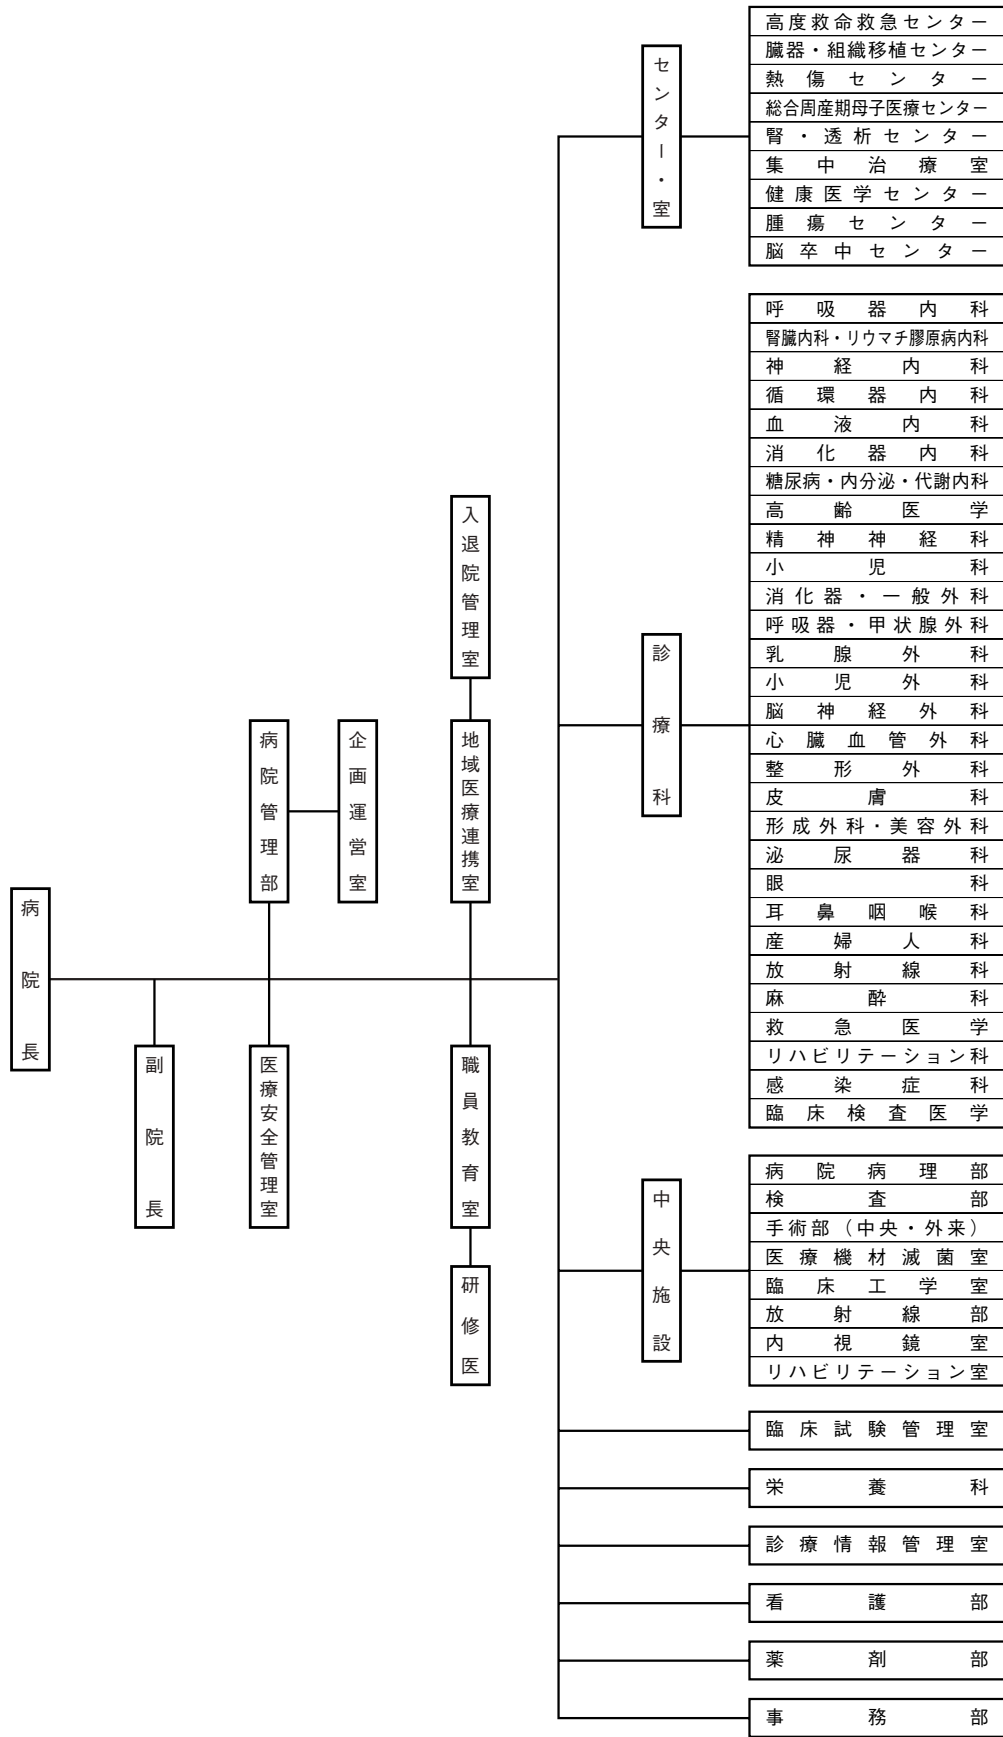 病院長
副院長
病院管理部
企画運営室
医療安全管理室
入退院管理室
地域医療連携室
職員教育室
研修医
センター・室
高度救命救急センター
臓器・組織移植センター
熱傷センター
総合周産期母子医療センター
腎・透析センター
集中治療室
健康医学センター
腫瘍センター
脳卒中センター
診療科
呼吸器内科
腎臓内科・リウマチ膠原病内科
神経内科
循環器内科
血液内科
消化器内科
糖尿病・内分泌・代謝内科
高齢医学
精神神経科
小児科
消化器・一般外科
呼吸器・甲状腺外科
乳腺外科
小児外科
脳神経外科
心臓血管外科
整形外科
皮膚科
形成外科・美容外科
泌尿器科
眼科
耳鼻咽喉科
産婦人科
放射線科
麻酔科
救急医学
リハビリテーション科
感染症科
臨床検査医学
中央施設
病院病理部
検査部
手術部（中央・外来）
医療機材滅菌室
臨床工学室
放射線部
内視鏡室
リハビリテーション室
臨床試験管理室
栄養科
診療情報管理室
看護部
薬剤部
事務部